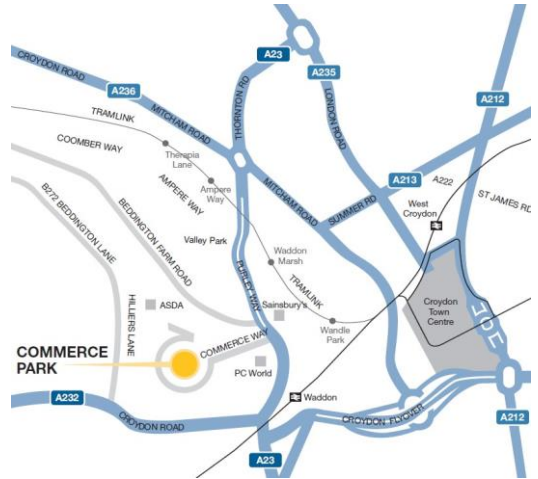 A23
CROYDON ROAD
A235
A236
THORNTON RD
LONDON ROAD
A212
TRAMLINK
MITCHAM ROAD
COOMBER WAY
Therapia
Lane
AMPERE WAY
Ampere
Way
MITCHAM ROAD
SUMMER RD
A213
A222
ST JAMES RD
West
Croydon
B272 BEDDINGTON LANE
BEDDINGTON FARM ROAD
Valley Park
Waddon
Marsh
PURLEY WAY
TRAMLINK
HILLIERS LANE
ASDA
Sainsbury's
Croydon
Town
Centre
Wandle
Park
COMMERCE WAY
COMMERCE
PARK
PC World
A232
Waddon
CROYDON ROAD
CROYDON FLYOVER
A212
A23